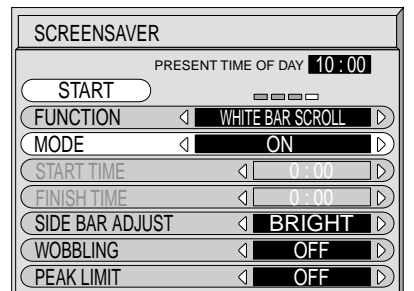 SCREENSAVER
PRESENT TIME OF DAY 10:00
START
FUNCTION WHITE BAR SCROLL
MODE ON
START TIME 0:00
FINISH TIME 0:00
SIDE BAR ADJUST BRIGHT
WOBBLING OFF
PEAK LIMIT OFF